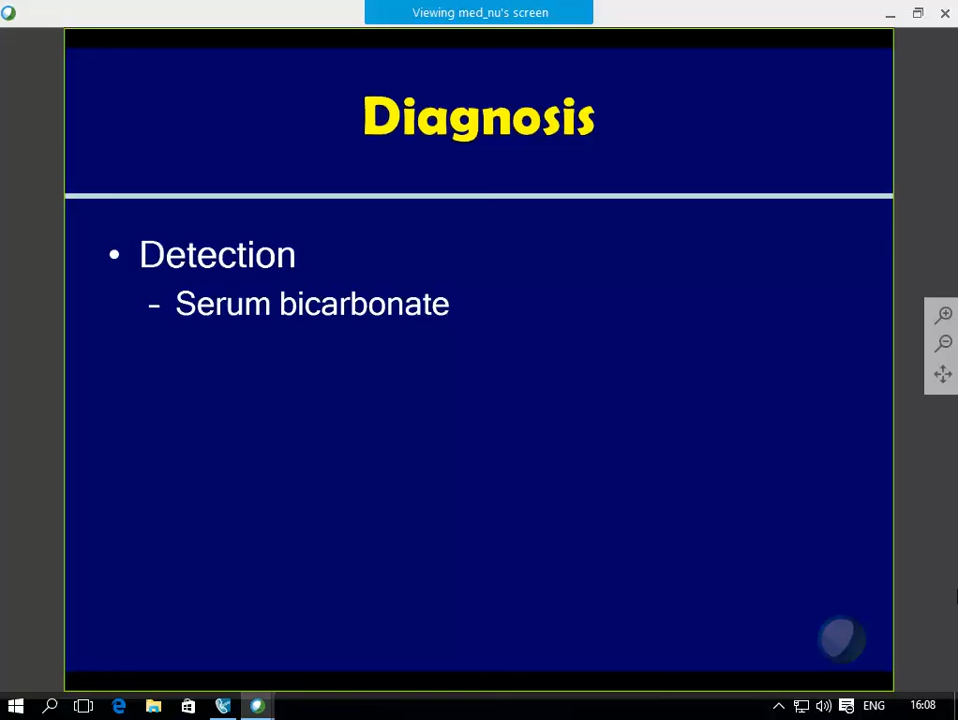 Viewing med_nu's screen
Diagnosis
• Detection
– Serum bicarbonate
ENG
16:08